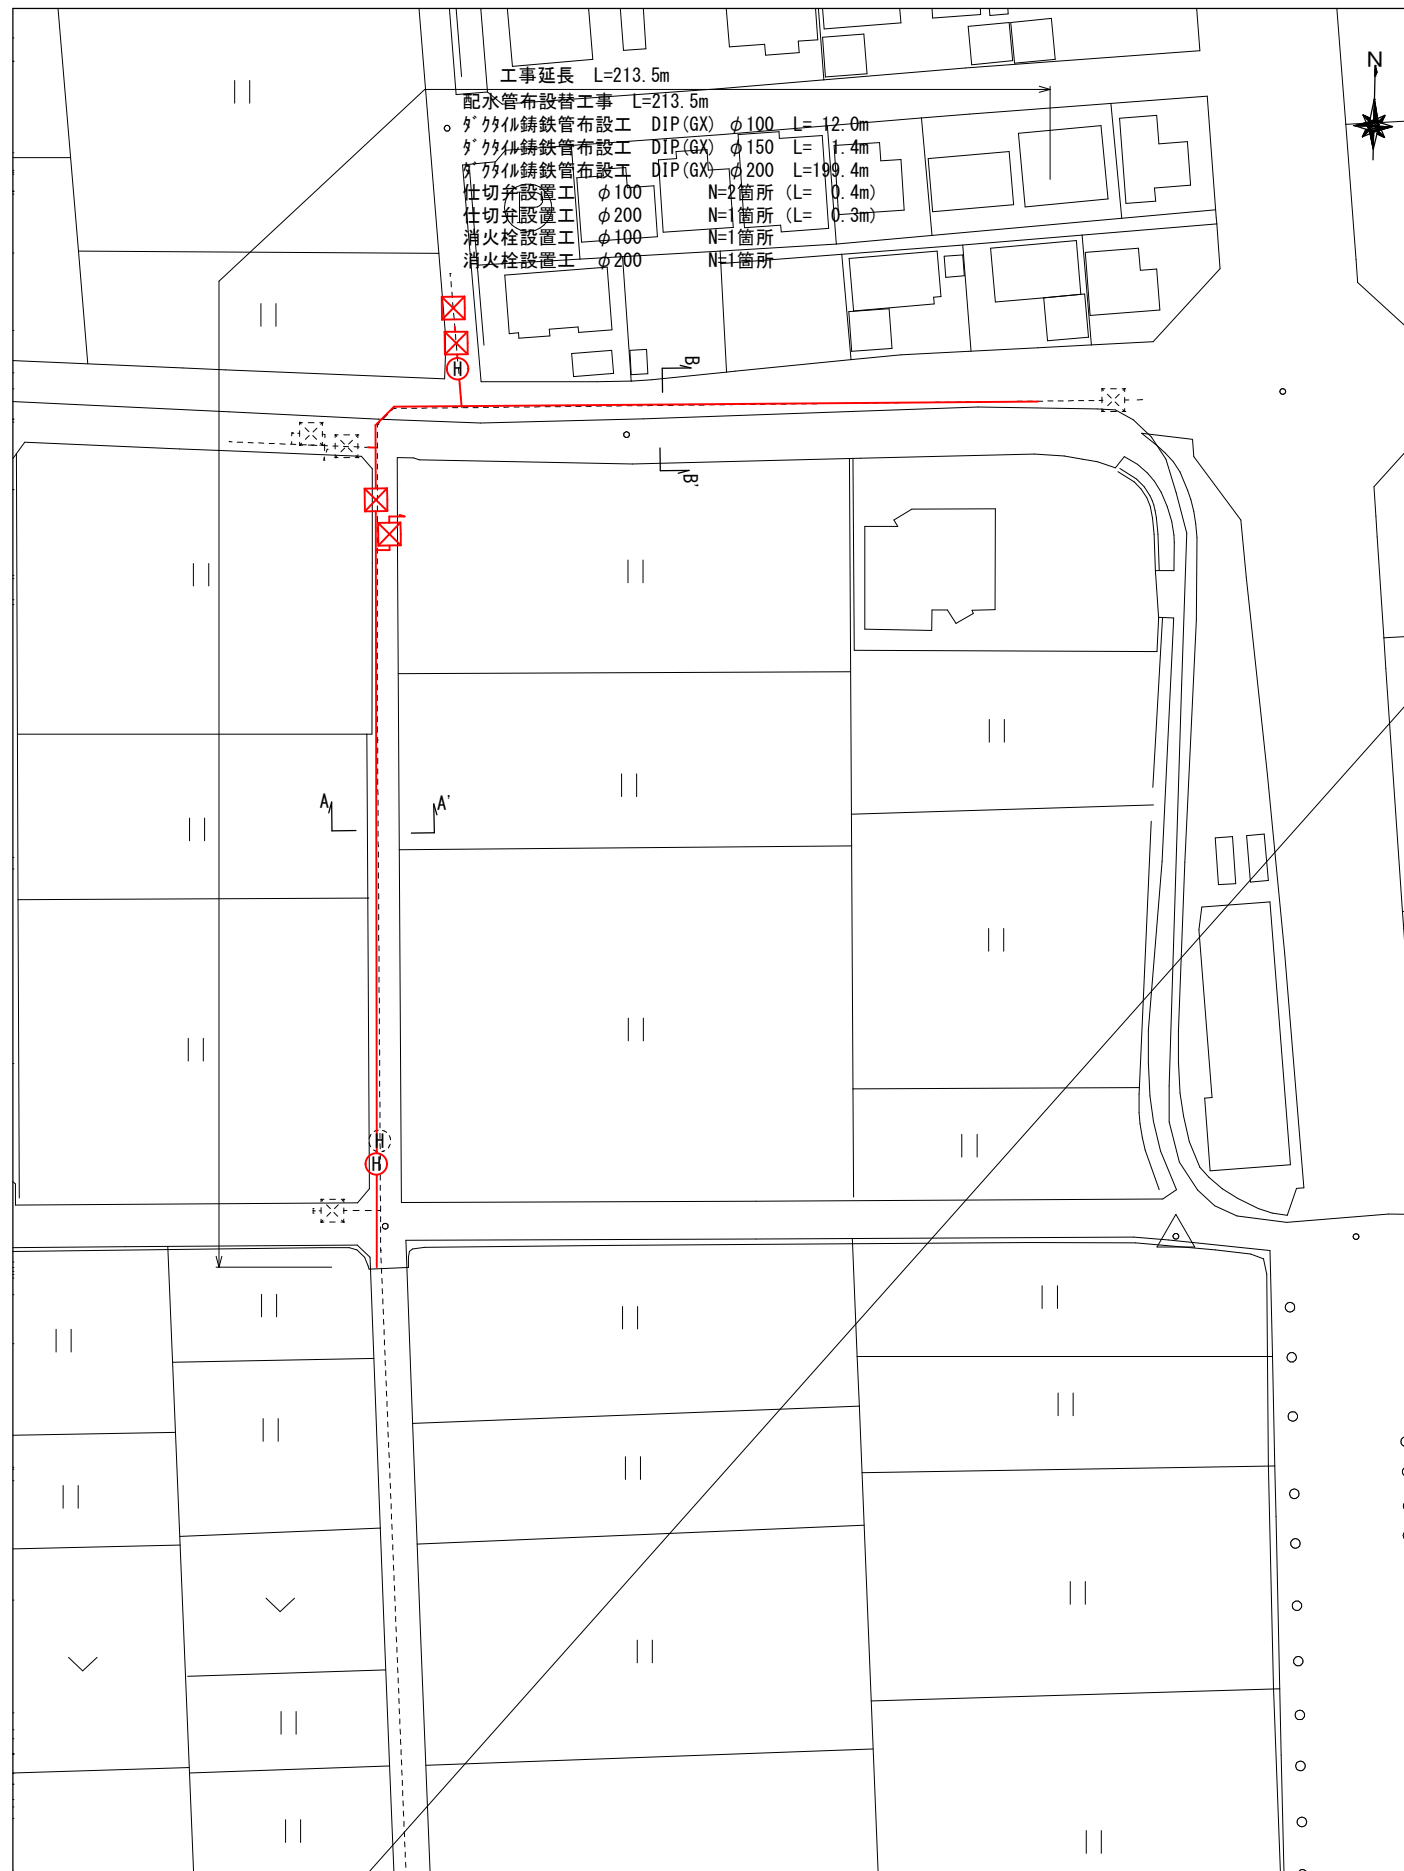 工事延長 L=213.5m
配水管布設替工事 L=213.5m
ダクタイル鋳鉄管布設工 DIP(GX) φ100 L= 12.0m
ダクタイル鋳鉄管布設工 DIP(GX) φ150 L= 1.4m
ダクタイル鋳鉄管布設工 DIP(GX) φ200 L=199.4m
仕切弁設置工 φ100 N=2箇所 (L= 0.4m)
仕切弁設置工 φ200 N=1箇所 (L= 0.3m)
消火栓設置工 φ100 N=1箇所
消火栓設置工 φ200 N=1箇所
N
H
B
B'
A
A'
H
H